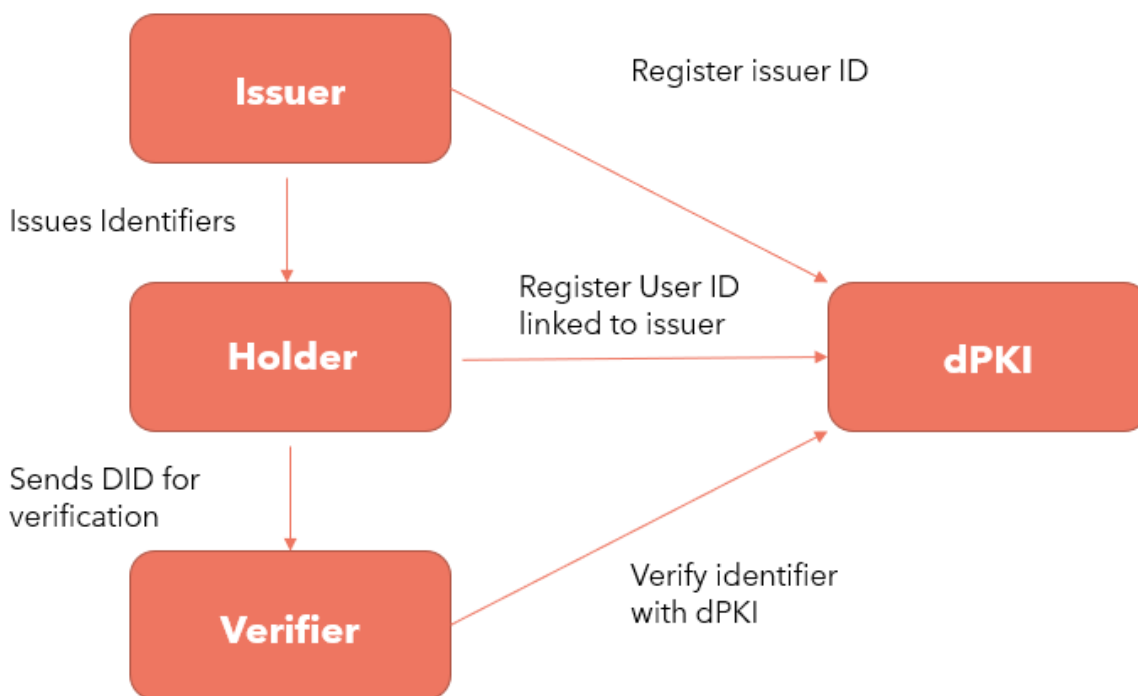 Issuer
Register issuer ID
Issues Identifiers
Register User ID
linked to issuer
Holder
dPKI
Sends DID for
verification
Verify identifier
with dPKI
Verifier